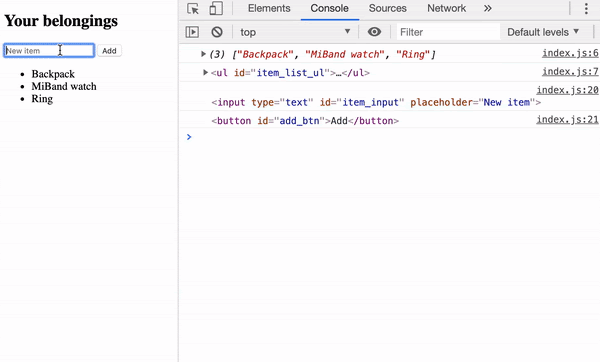 Your belongings
New item
Add
Backpack
MiBand watch
Ring
Elements Console Sources Network »
top Filter Default levels
(3) ["Backpack", "MiBand watch", "Ring"] index.js:6
<ul id="item_list_ul">…</ul> index.js:7
index.js:20
<input type="text" id="item_input" placeholder="New item">
<button id="add_btn">Add</button> index.js:21